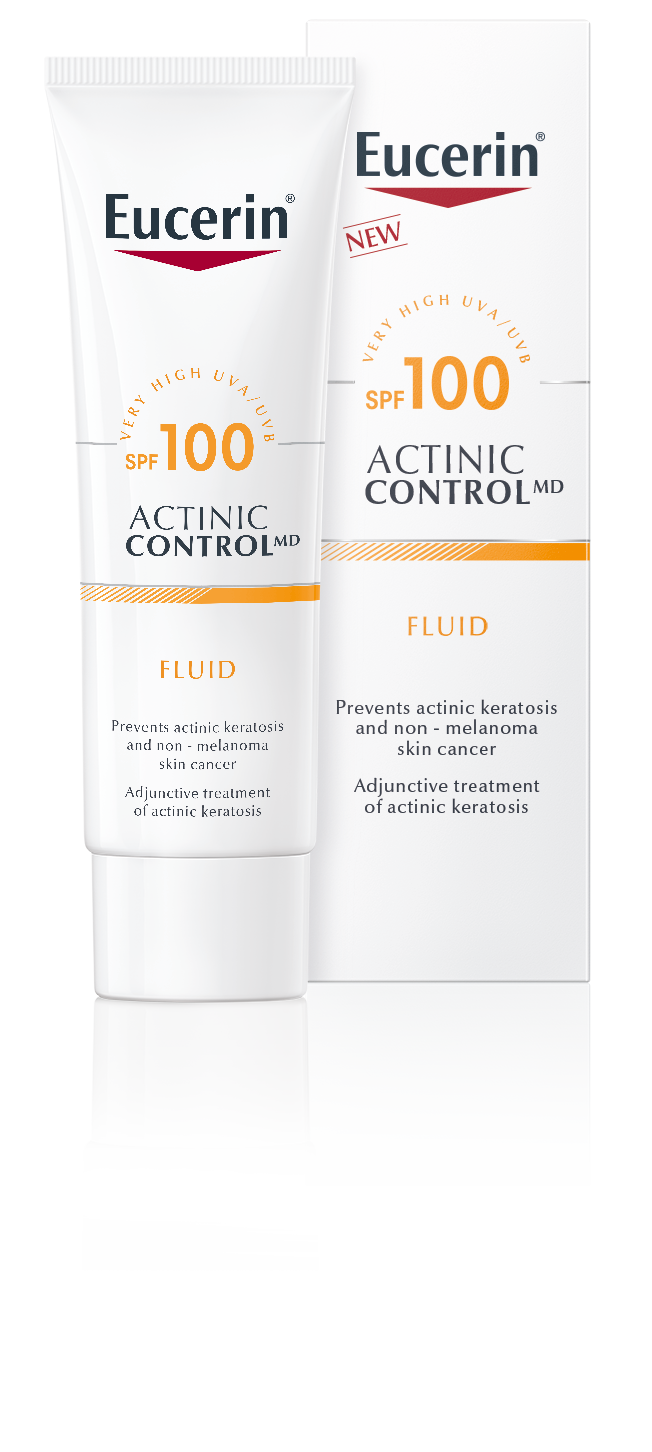 Eucerin®
VERY HIGH UVA/UVB
SPF 100
ACTINIC
CONTROL MD
FLUID
Prevents actinic keratosis
and non - melanoma
skin cancer
Adjunctive treatment
of actinic keratosis
Eucerin®
NEW
VERY HIGH UVA/UVB
SPF 100
ACTINIC
CONTROL MD
FLUID
Prevents actinic keratosis
and non - melanoma
skin cancer
Adjunctive treatment
of actinic keratosis